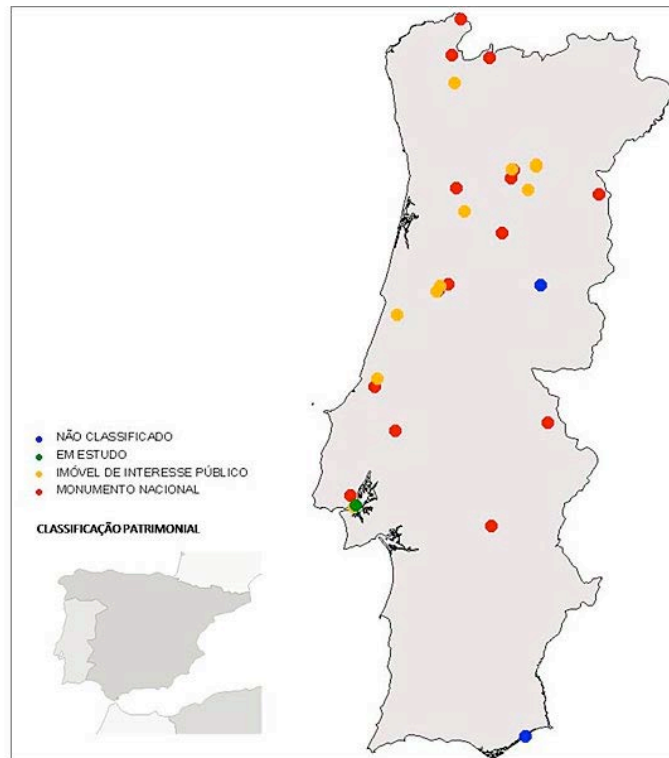 NÃO CLASSIFICADO
EM ESTUDO
IMÓVEL DE INTERESSE PÚBLICO
MONUMENTO NACIONAL
CLASSIFICAÇÃO PATRIMONIAL